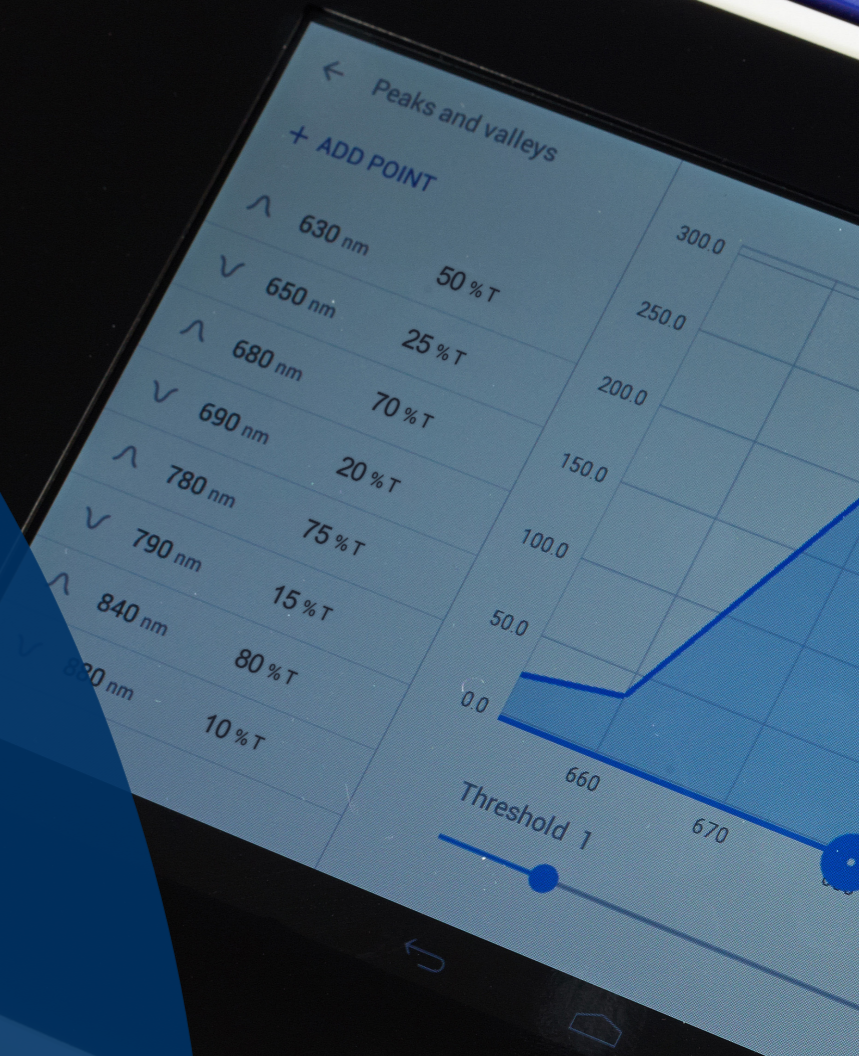 Peaks and valleys
+ ADD POINT
630 nm 50 % T
650 nm 25 % T
680 nm 70 % T
690 nm 20 % T
780 nm 75 % T
790 nm 15 % T
840 nm 80 % T
880 nm 10 % T
300.0
250.0
200.0
150.0
100.0
50.0
0.0
660
670
Threshold 1